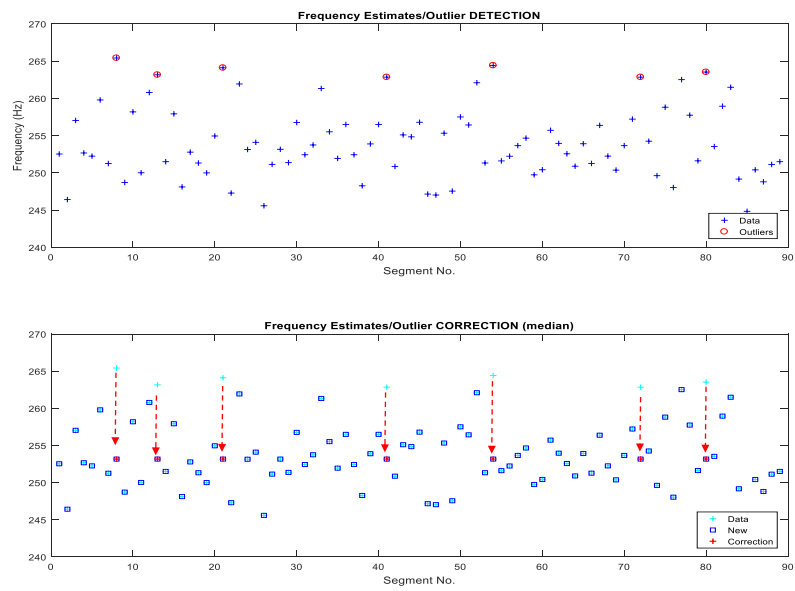 Frequency Estimates/Outlier DETECTION
270
265
260
255
250
245
240
Frequency (Hz)
0 10 20 30 40 50 60 70 80 90
Segment No.
Data
Outliers
Frequency Estimates/Outlier CORRECTION (median)
270
265
260
255
250
245
240
0 10 20 30 40 50 60 70 80 90
Segment No.
Data
New
Correction